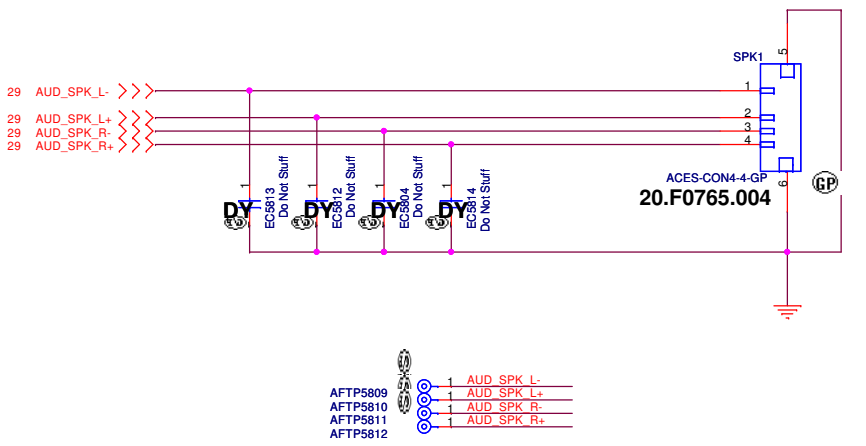 5
SPK1
29 AUD_SPK_L-
1
29 AUD_SPK_L+
2
29 AUD_SPK_R-
3
29 AUD_SPK_R+
4
ACES-CON4-4-GP
6
GP
20.F0765.004
1
1
1
1
DY
EC5813
Do Not Stuff
DY
EC5812
Do Not Stuff
DY
EC5804
Do Not Stuff
DY
EC5814
Do Not Stuff
1 AUD_SPK_L-
AFTP5809
1 AUD_SPK_L+
AFTP5810
1 AUD_SPK_R-
AFTP5811
1 AUD_SPK_R+
AFTP5812